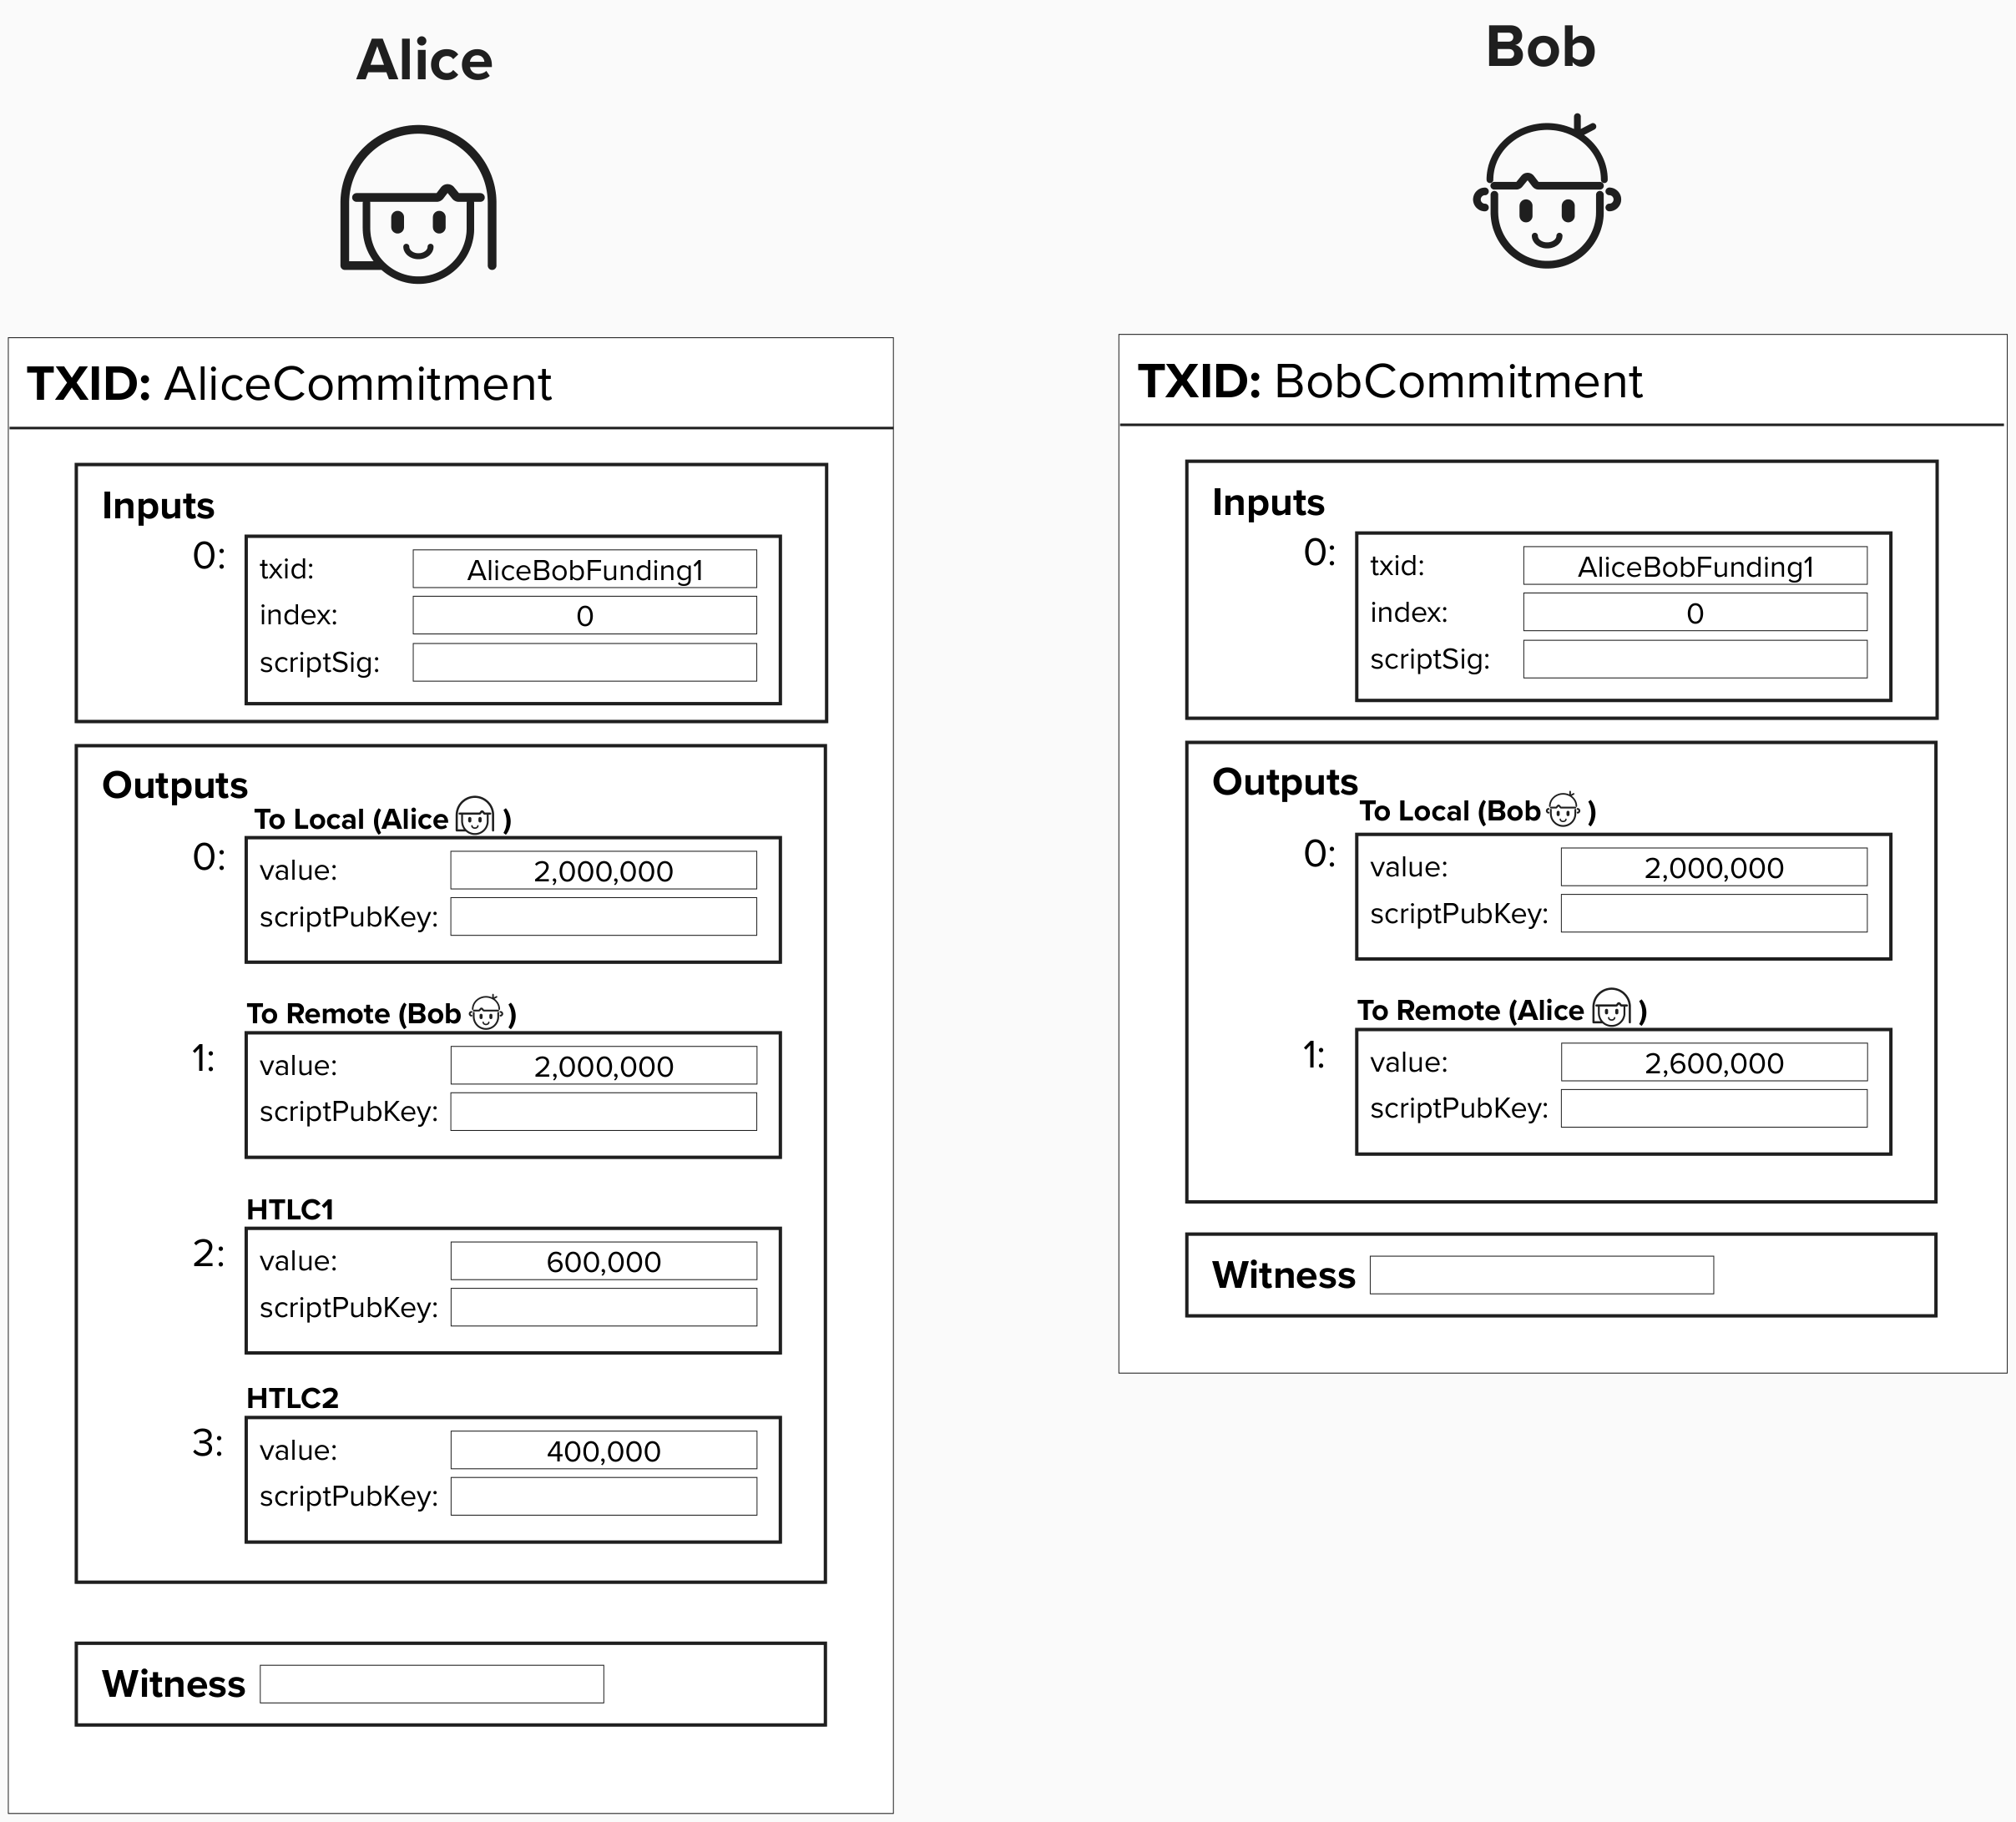 Alice
TXID: AliceCommitment
Inputs
0:
txid: AliceBobFunding1
index: 0
scriptSig:
Outputs
To Local (Alice )
0:
value: 2,000,000
scriptPubKey:
To Remote (Bob )
1:
value: 2,000,000
scriptPubKey:
HTLC1
2:
value: 600,000
scriptPubKey:
HTLC2
3:
value: 400,000
scriptPubKey:
Witness
Bob
TXID: BobCommitment
Inputs
0:
txid: AliceBobFunding1
index: 0
scriptSig:
Outputs
To Local (Bob )
0:
value: 2,000,000
scriptPubKey:
To Remote (Alice )
1:
value: 2,600,000
scriptPubKey:
Witness